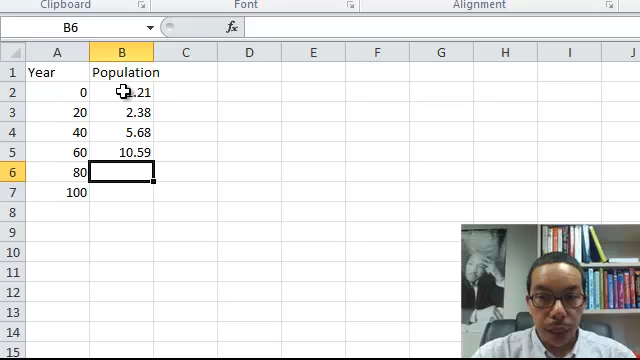 Clipboard Font Alignment
B6 fx
A B C D E F G H I J
1 Year Population
2 0 .21
3 20 2.38
4 40 5.68
5 60 10.59
6 80
7 100
8
9
10
11
12
13
14
15